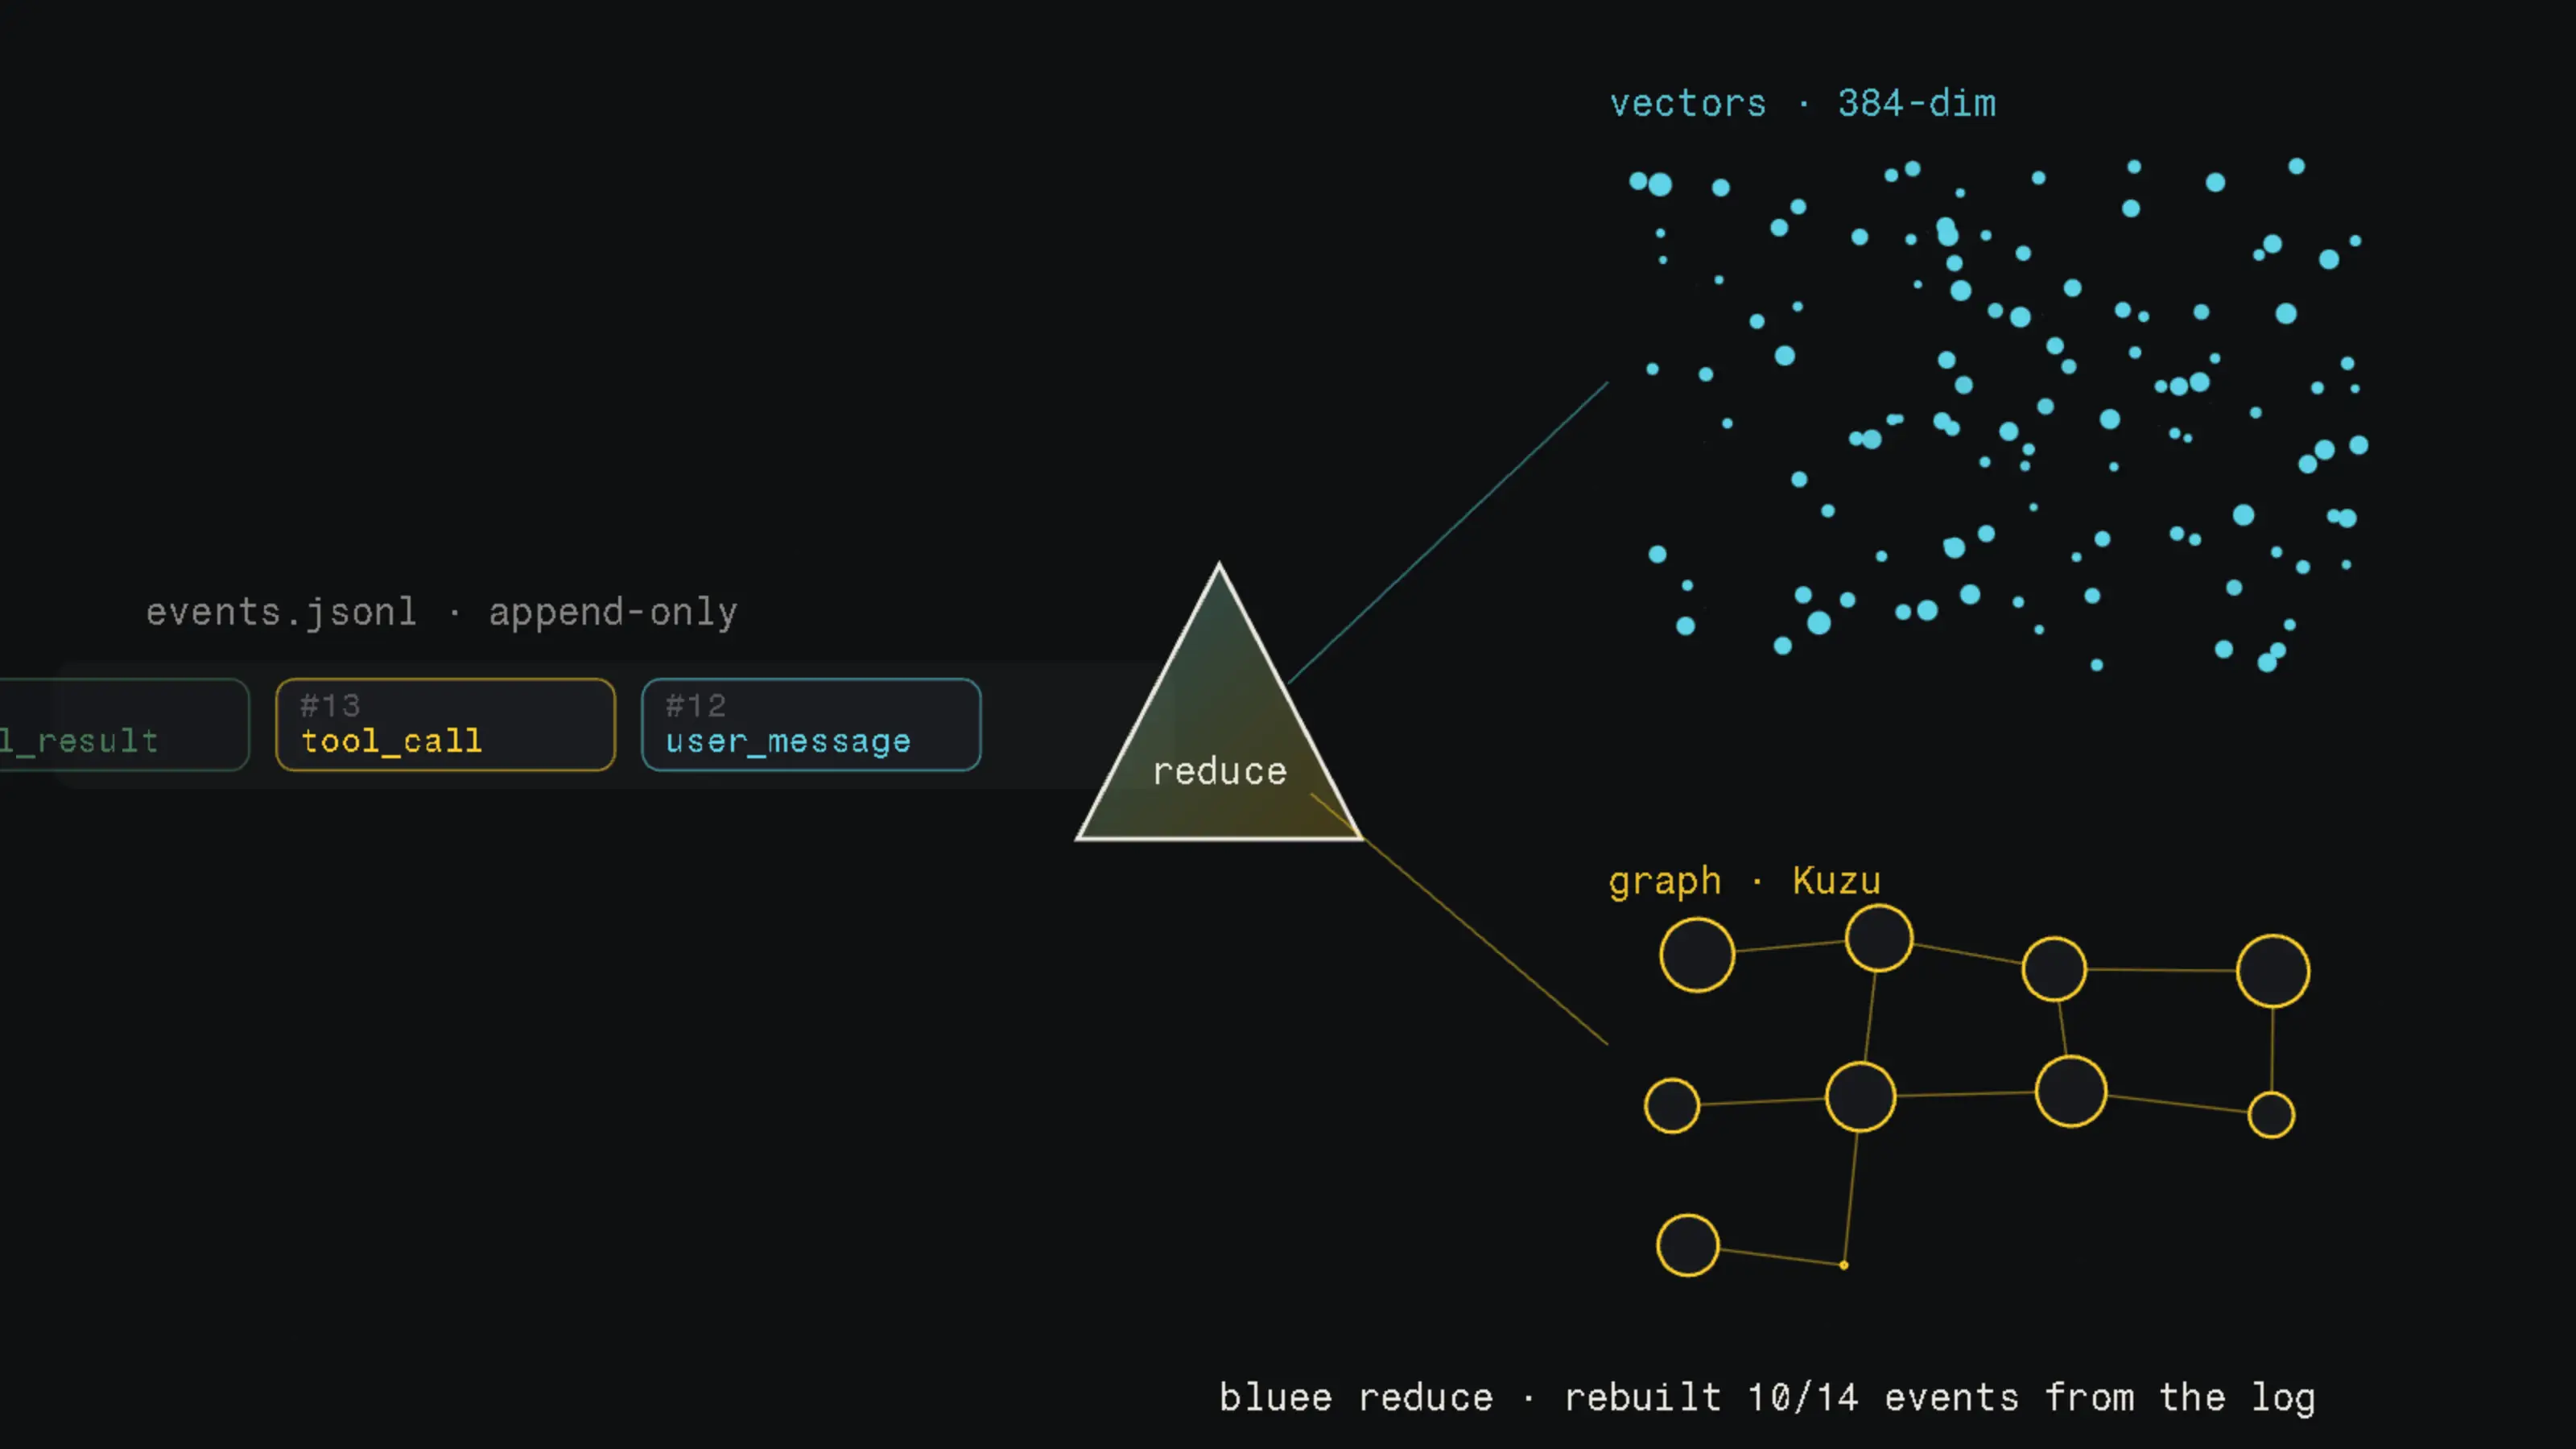 vectors · 384-dim
events.jsonl · append-only
l_result
#13
tool_call
#12
user_message
reduce
graph · Kuzu
bluee reduce · rebuilt 10/14 events from the log